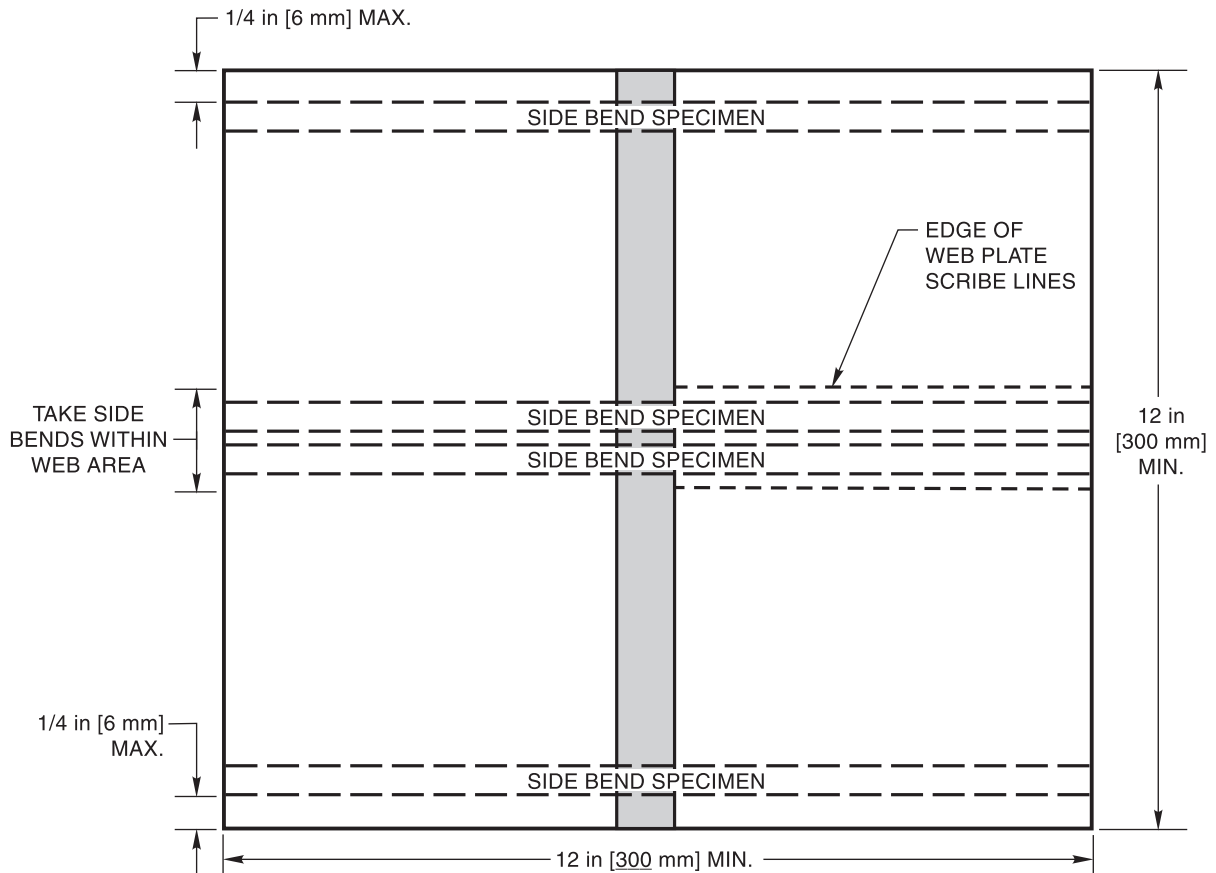 1/4 in [6 mm] MAX.
SIDE BEND SPECIMEN
EDGE OF
WEB PLATE
SCRIBE LINES
TAKE SIDE
BENDS WITHIN
WEB AREA
SIDE BEND SPECIMEN
SIDE BEND SPECIMEN
12 in
[300 mm]
MIN.
1/4 in [6 mm]
MAX.
SIDE BEND SPECIMEN
12 in [300 mm] MIN.